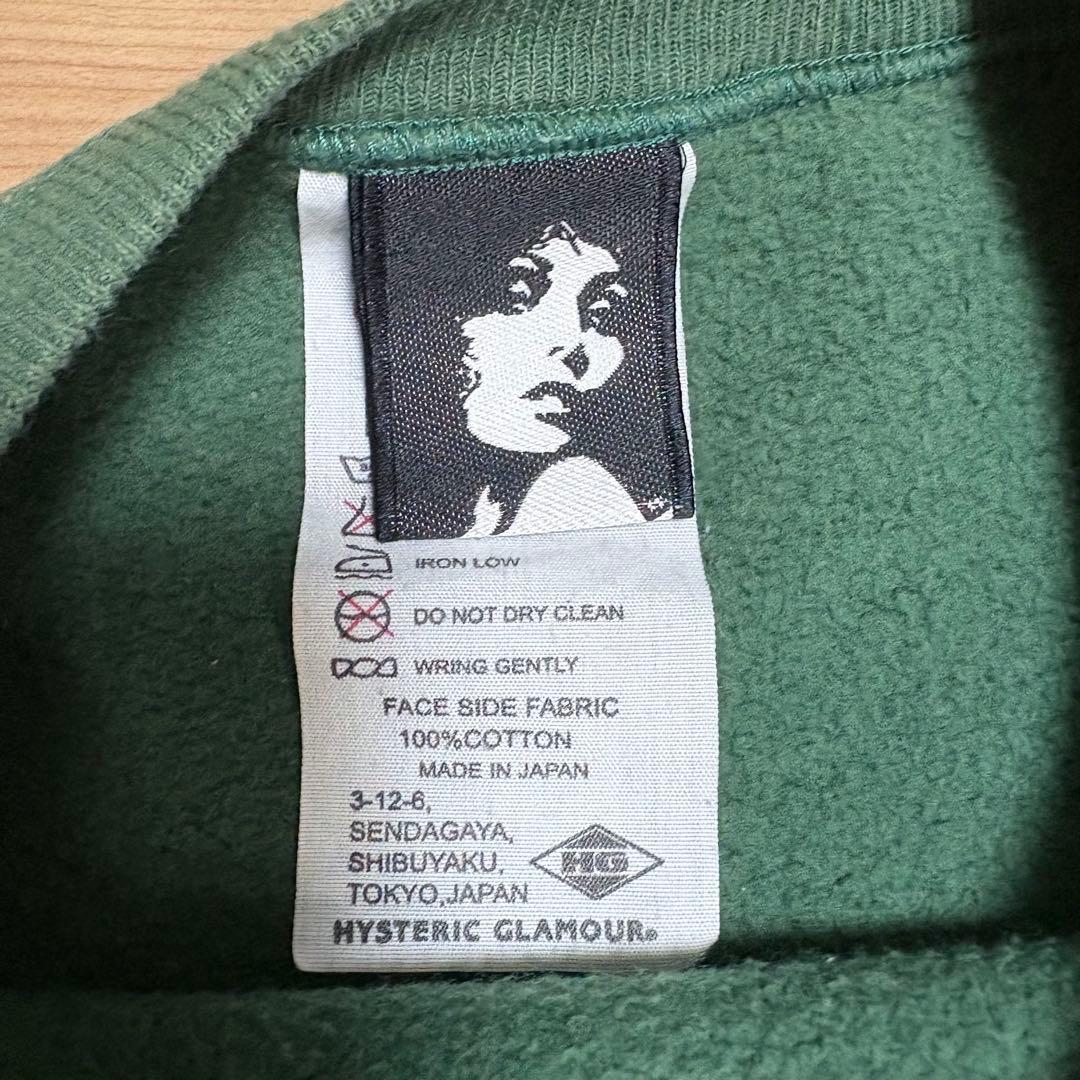 IRON LOW
DO NOT DRY CLEAN
WRING GENTLY
FACE SIDE FABRIC
100%COTTON
MADE IN JAPAN
3-12-6,
SENDAGAYA,
SHIBUYAKU,
TOKYO,JAPAN
HG
HYSTERIC GLAMOUR®